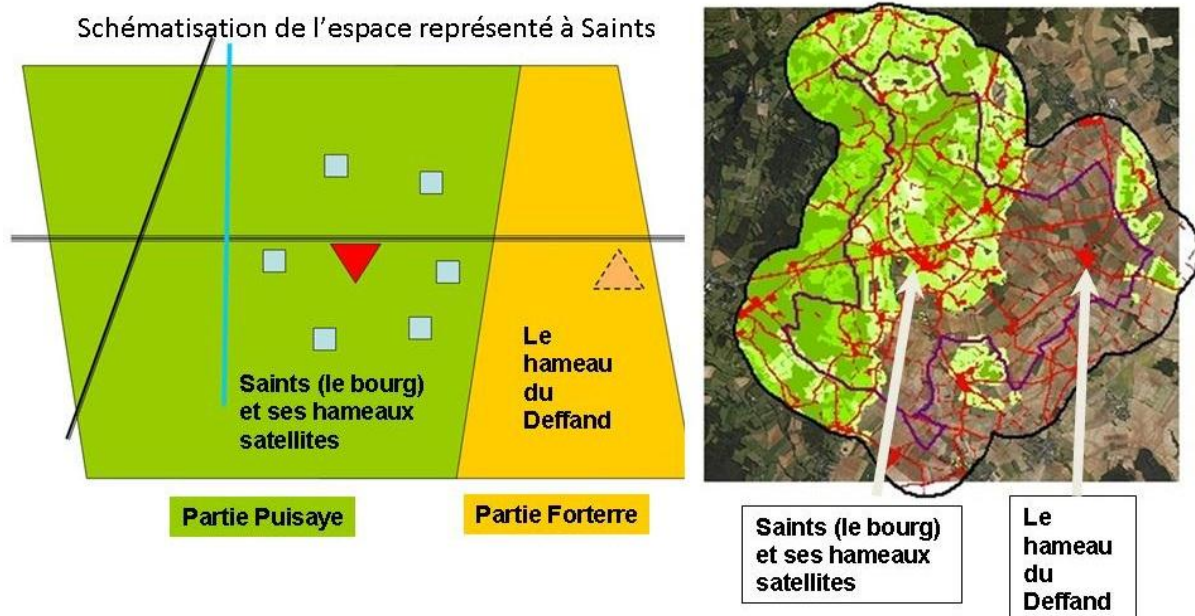 Schématisation de l’espace représenté à Saints
Saints (le bourg)
et ses hameaux
satellites
Le
hameau
du
Deffand
Partie Puisaye
Partie Forterre
Saints (le bourg)
et ses hameaux
satellites
Le
hameau
du
Deffand